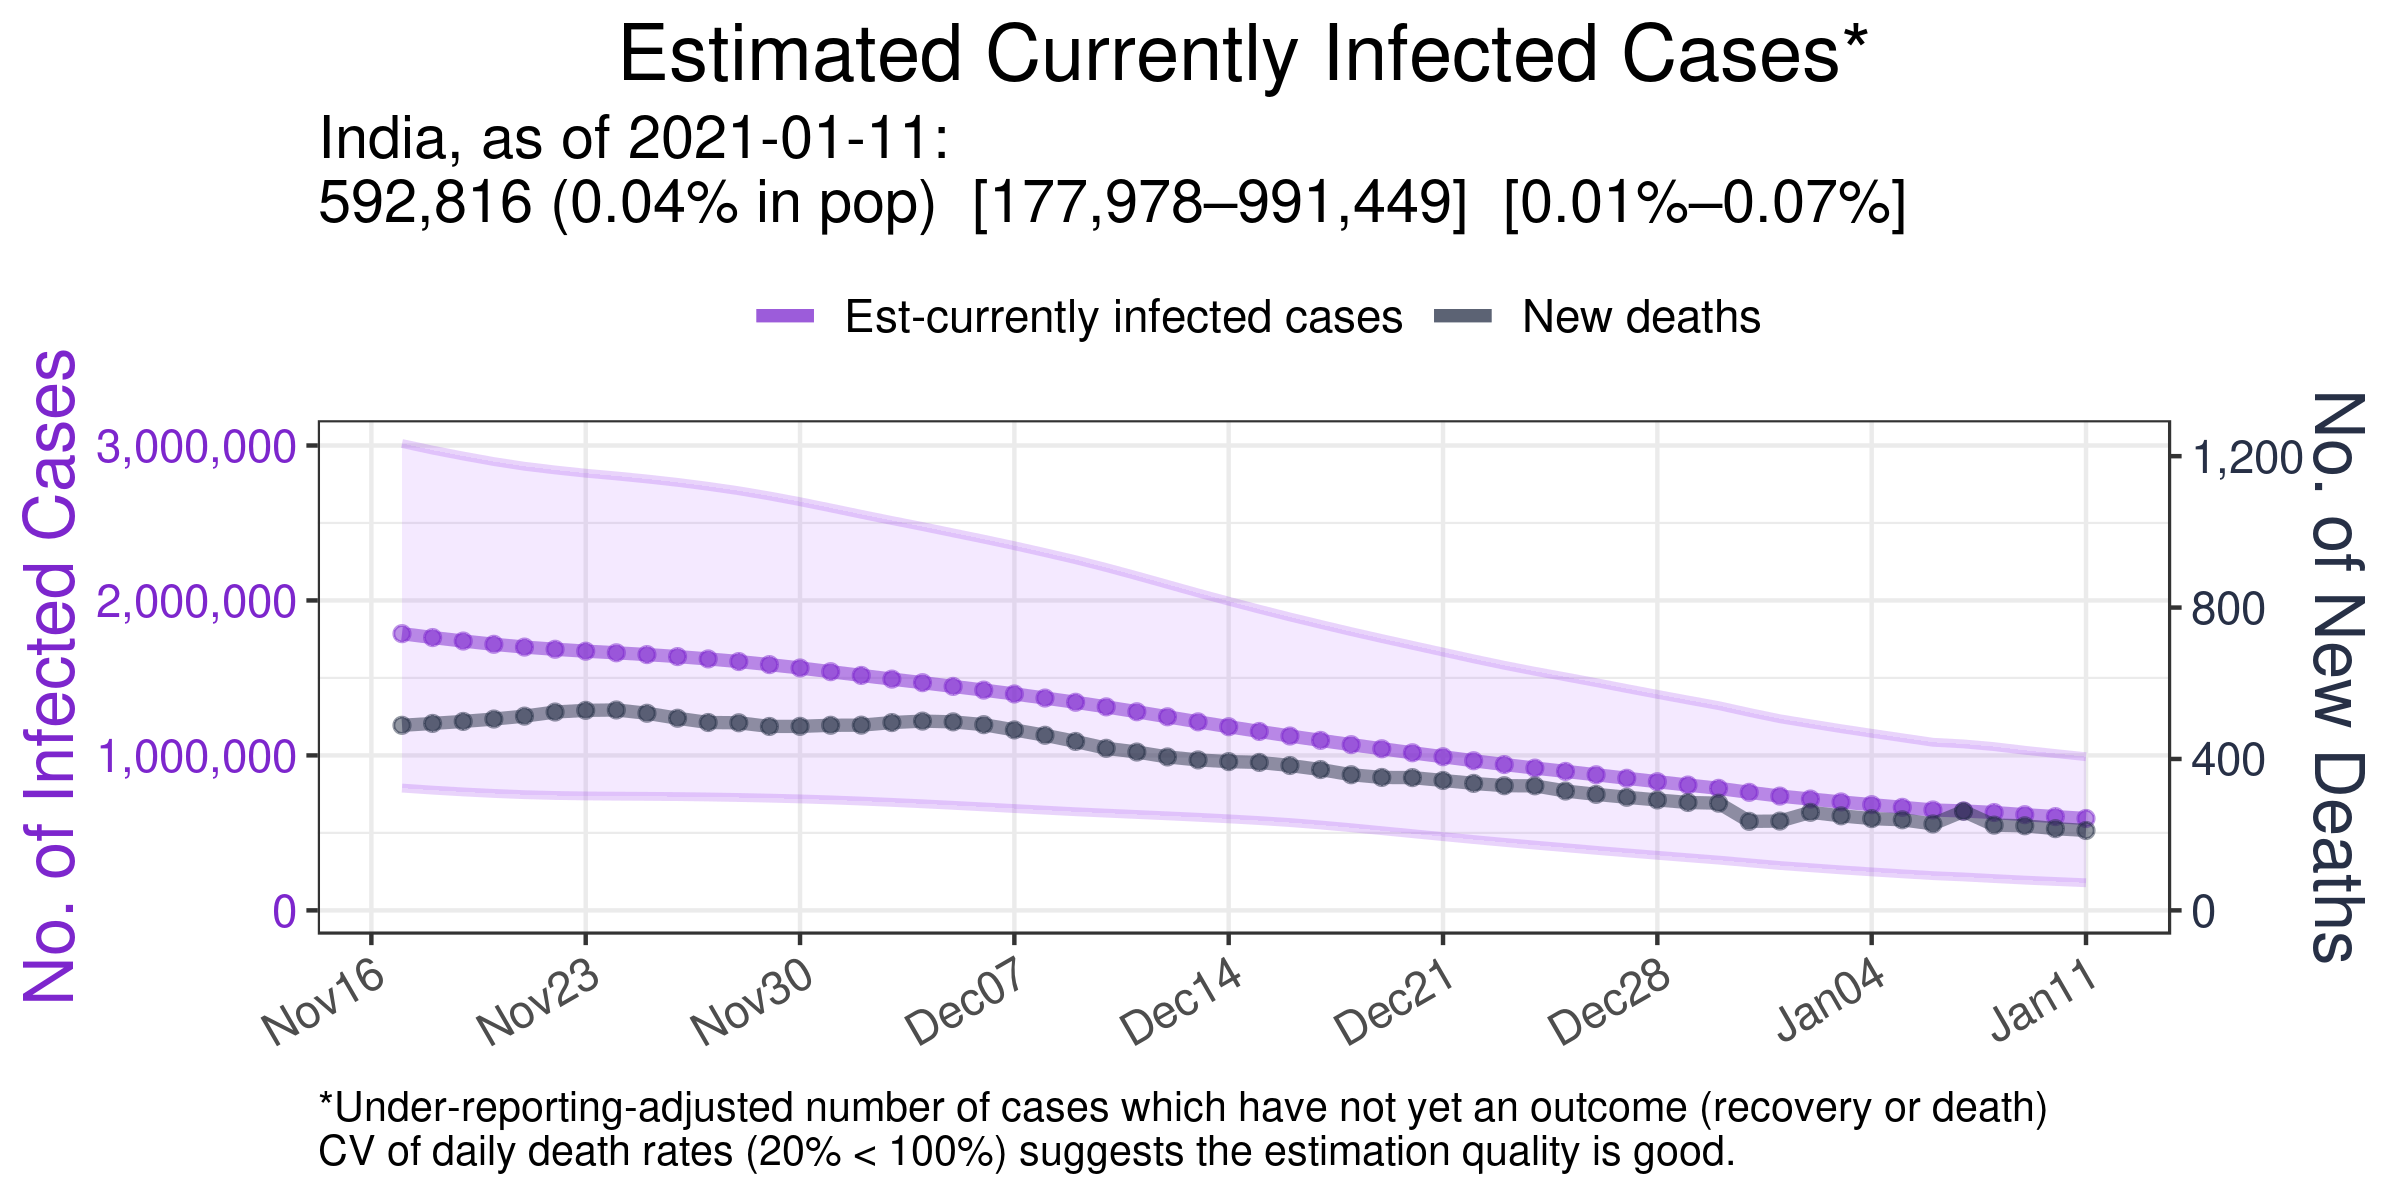 Estimated Currently Infected Cases*
India, as of 2021-01-11:
592,816 (0.04% in pop)  [177,978–991,449]  [0.01%–0.07%]
Est-currently infected cases
New deaths
No. of Infected Cases
3,000,000
2,000,000
1,000,000
0
1,200
800
400
0
No. of New Deaths
Nov16
Nov23
Nov30
Dec07
Dec14
Dec21
Dec28
Jan04
Jan11
*Under-reporting-adjusted number of cases which have not yet an outcome (recovery or death)
CV of daily death rates (20% < 100%) suggests the estimation quality is good.